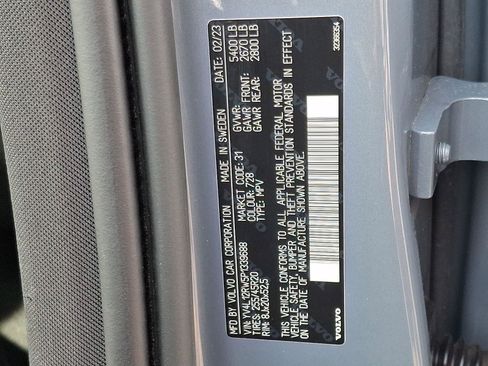 MFD BY VOLVO CAR CORPORATION MADE IN SWEDEN DATE: 02/23
VIN: YV4L12RW5P1339688
TIRES: 255/45R20
RIM: 8Jx20x52,5
MARKET CODE: 31
COLOUR: 728
TYPE: MPV
GVWR: 5400 LB
GAWR FRONT: 2670 LB
GAWR REAR: 2800 LB
THIS VEHICLE CONFORMS TO ALL APPLICABLE FEDERAL MOTOR
VEHICLE SAFETY, BUMPER AND THEFT PREVENTION STANDARDS IN EFFECT
ON THE DATE OF MANUFACTURE SHOWN ABOVE.
VOLVO